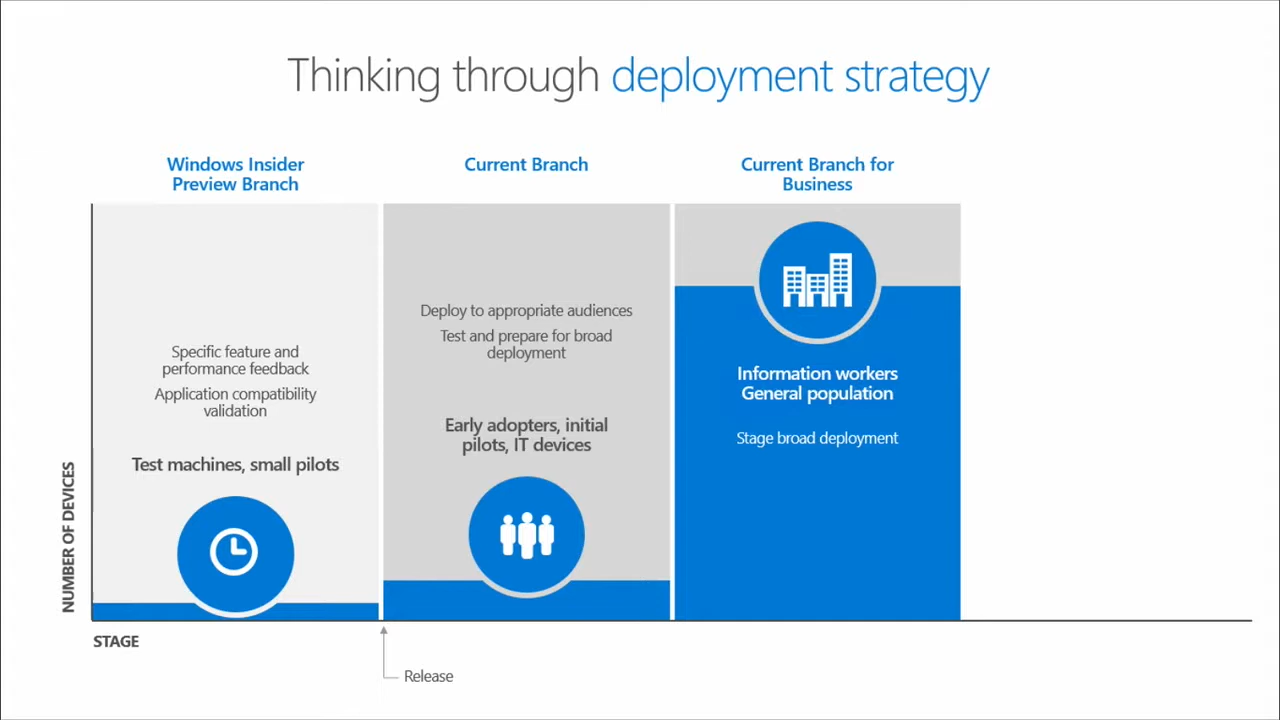 Thinking through deployment strategy
Windows Insider
Preview Branch
Current Branch
Current Branch for
Business
Specific feature and
performance feedback
Application compatibility
validation
Test machines, small pilots
Deploy to appropriate audiences
Test and prepare for broad
deployment
Early adopters, initial
pilots, IT devices
Information workers
General population
Stage broad deployment
NUMBER OF DEVICES
STAGE
Release